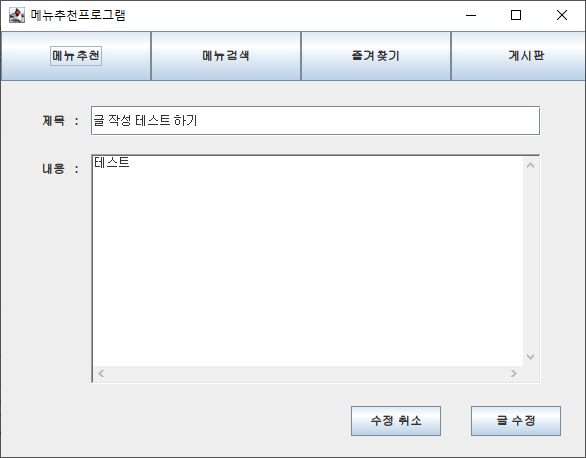 메뉴추천프로그램
메뉴추천 메뉴검색 즐겨찾기 게시판
제목 : 글 작성 테스트 하기
내용 : 테스트
수정 취소 글 수정